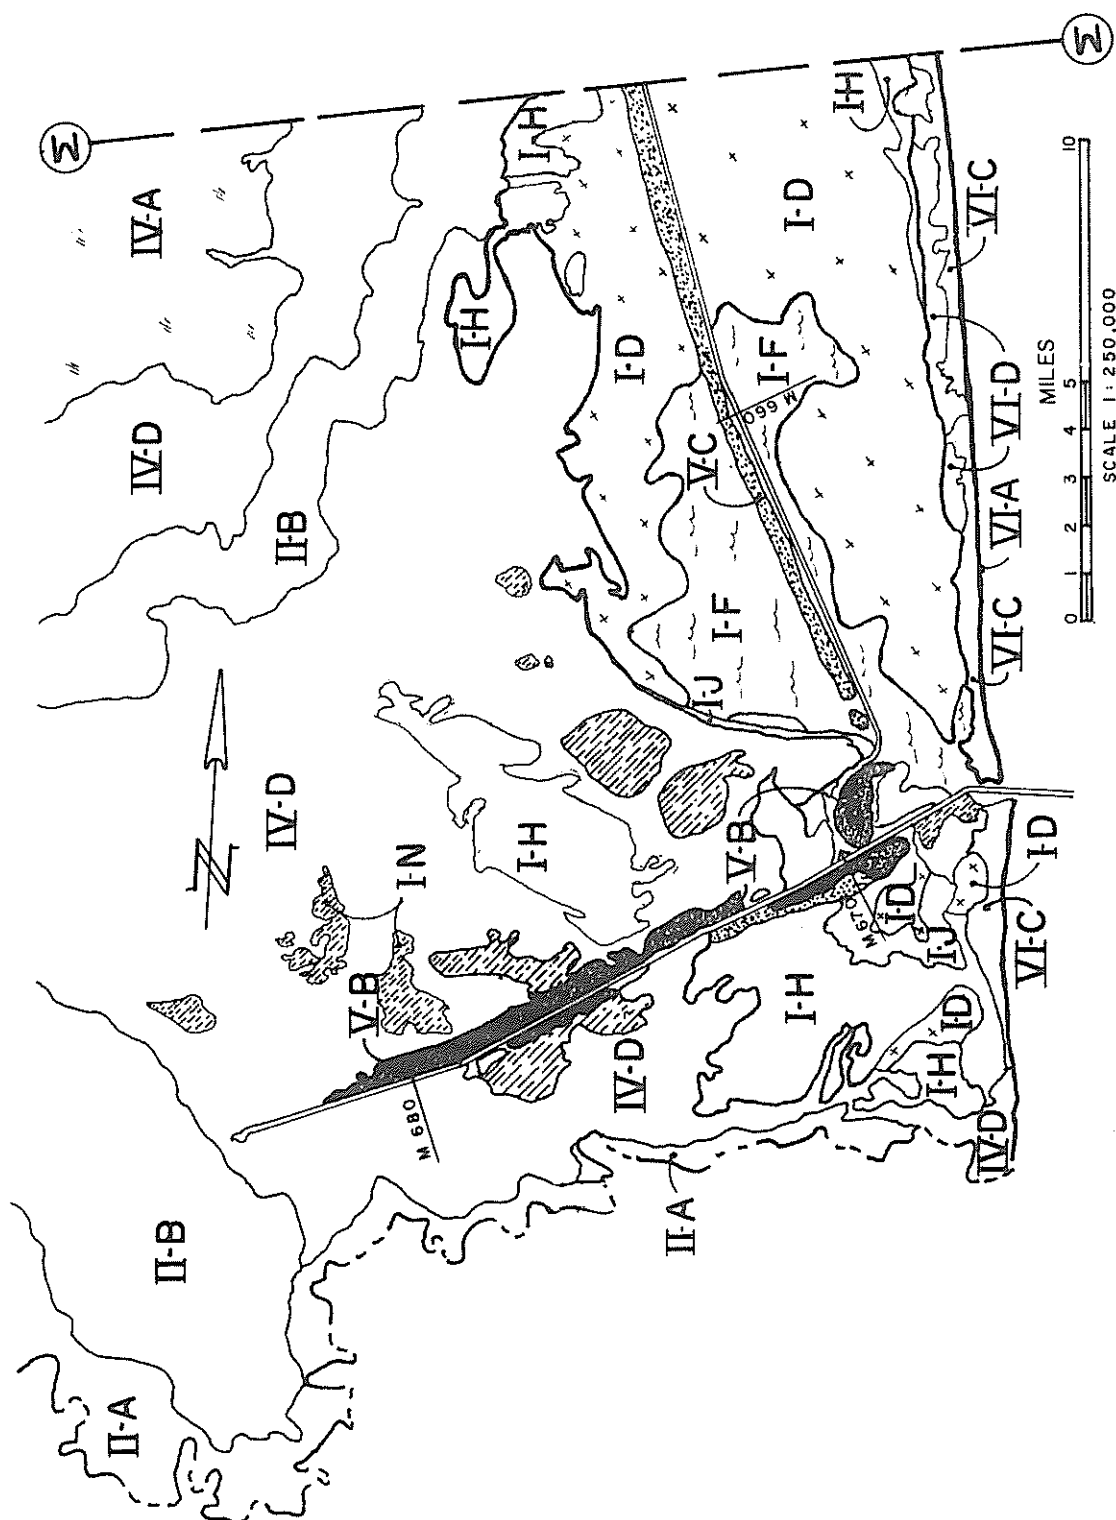 II-A
II-B
IV-D
IV-A
M
N
IV-D
II-B
I-N
V-B
M 680
I-H
I-H
I-H
IV-D
II-A
I-D
I-F
I-J
V-C
V-B
I-F
M 660
I-D
I-H
I-H
M 670
I-D
I-J
I-D
I-H
IV-D
I-D
VI-C
VI-C
VI-A
VI-D
VI-C
M
MILES
0 1 2 3 4 5 10
SCALE 1:250,000